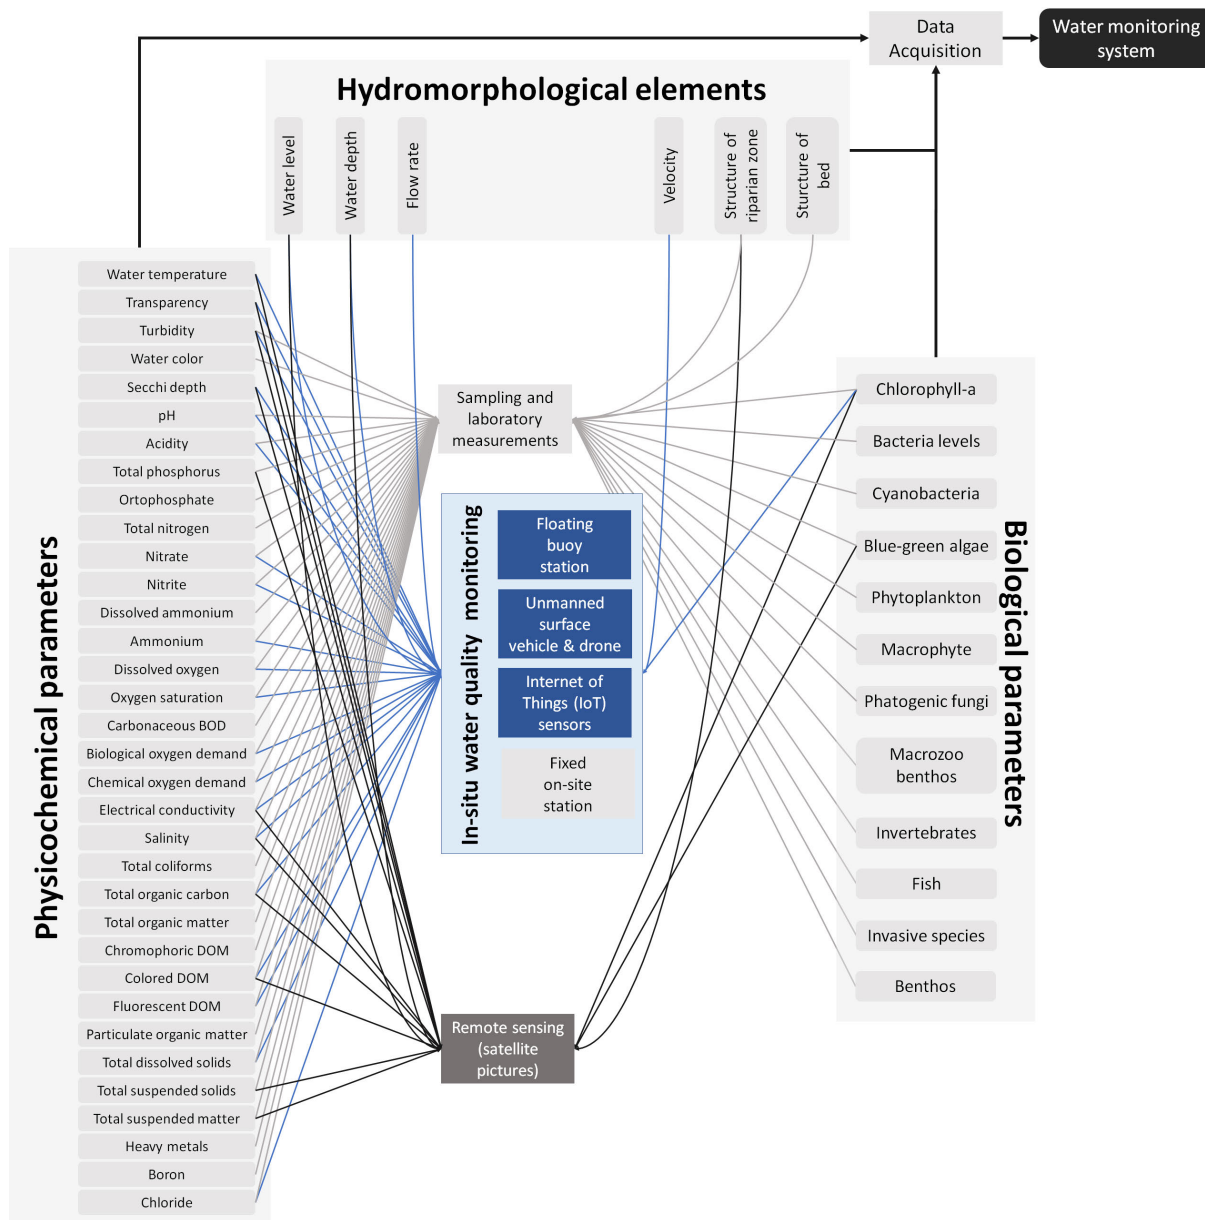 Data
Acquisition
Water monitoring
system
Hydromorphological elements
Water level
Water depth
Flow rate
Velocity
Structure of
riparian zone
Sturcture of
bed
Physicochemical parameters
Water temperature
Transparency
Turbidity
Water color
Secchi depth
pH
Acidity
Total phosphorus
Ortophosphate
Total nitrogen
Nitrate
Nitrite
Dissolved ammonium
Ammonium
Dissolved oxygen
Oxygen saturation
Carbonaceous BOD
Biological oxygen demand
Chemical oxygen demand
Electrical conductivity
Salinity
Total coliforms
Total organic carbon
Total organic matter
Chromophoric DOM
Colored DOM
Fluorescent DOM
Particulate organic matter
Total dissolved solids
Total suspended solids
Total suspended matter
Heavy metals
Boron
Chloride
Sampling and
laboratory
measurements
In-situ water quality monitoring
Floating
buoy
station
Unmanned
surface
vehicle & drone
Internet of
Things (IoT)
sensors
Fixed
on-site
station
Remote sensing
(satellite
pictures)
Biological parameters
Chlorophyll-a
Bacteria levels
Cyanobacteria
Blue-green algae
Phytoplankton
Macrophyte
Phatogenic fungi
Macrozoo
benthos
Invertebrates
Fish
Invasive species
Benthos